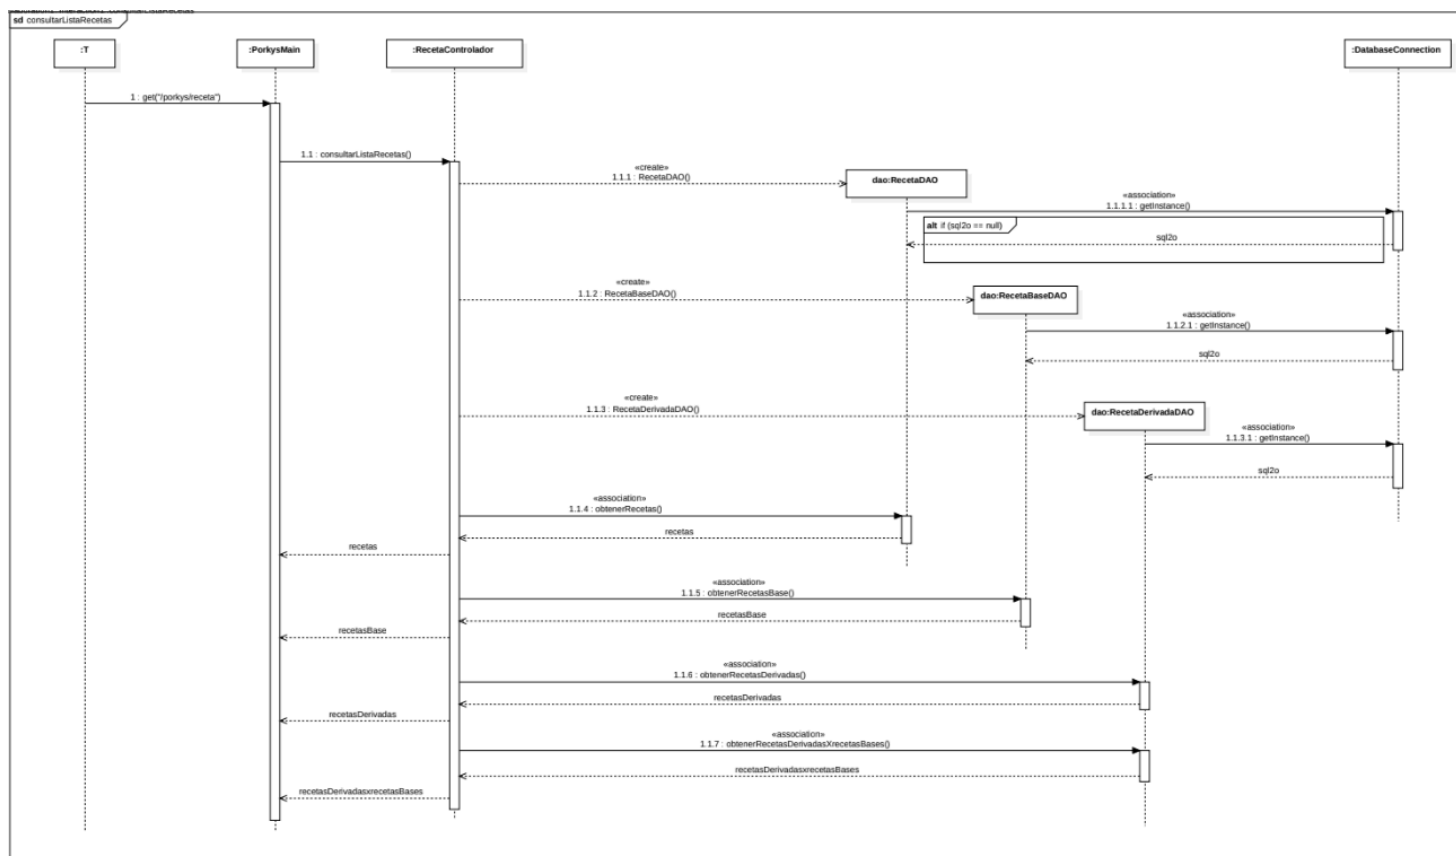 sd consultarListaRecetas
:T
:PorkysMain
:RecetaControlador
:DatabaseConnection
1 : get("/porkys/receta")
1.1 : consultarListaRecetas()
«create»
1.1.1 : RecetaDAO()
dao:RecetaDAO
«association»
1.1.1.1 : getInstance()
alt if (sql2o == null)
sql2o
«create»
1.1.2 : RecetaBaseDAO()
dao:RecetaBaseDAO
«association»
1.1.2.1 : getInstance()
sql2o
«create»
1.1.3 : RecetaDerivadaDAO()
dao:RecetaDerivadaDAO
«association»
1.1.3.1 : getInstance()
sql2o
«association»
1.1.4 : obtenerRecetas()
recetas
recetas
«association»
1.1.5 : obtenerRecetasBase()
recetasBase
recetasBase
«association»
1.1.6 : obtenerRecetasDerivadas()
recetasDerivadas
recetasDerivadas
«association»
1.1.7 : obtenerRecetasDerivadasXrecetasBases()
recetasDerivadasxrecetasBases
recetasDerivadasxrecetasBases